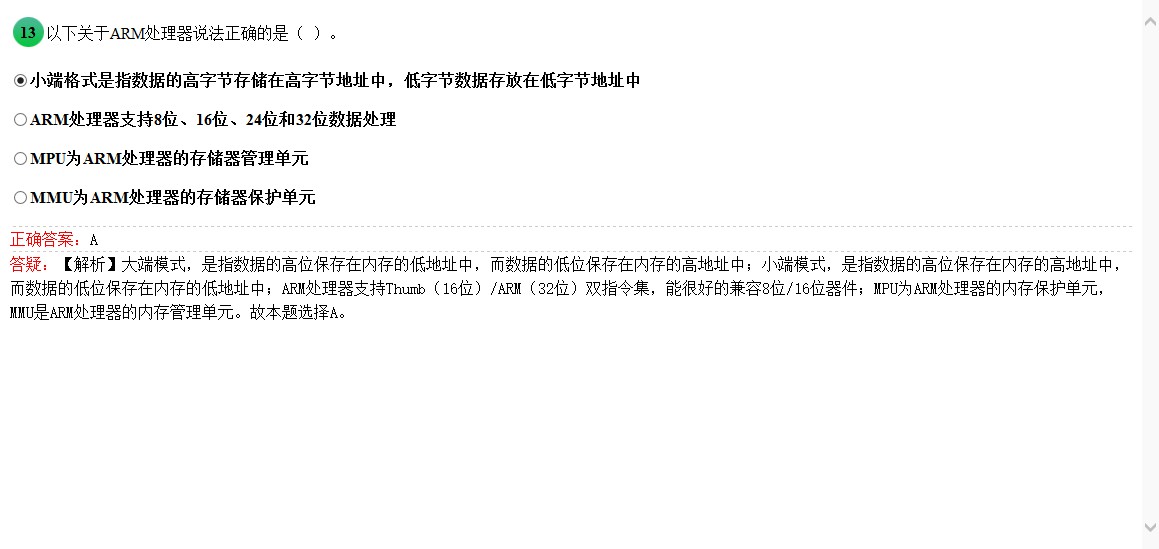 13 以下关于ARM处理器说法正确的是（ ）。
小端格式是指数据的高字节存储在高字节地址中，低字节数据存放在低字节地址中
ARM处理器支持8位、16位、24位和32位数据处理
MPU为ARM处理器的存储器管理单元
MMU为ARM处理器的存储器保护单元
正确答案：A
答疑：【解析】大端模式，是指数据的高位保存在内存的低地址中，而数据的低位保存在内存的高地址中；小端模式，是指数据的高位保存在内存的高地址中，
而数据的低位保存在内存的低地址中；ARM处理器支持Thumb（16位）/ARM（32位）双指令集，能很好的兼容8位/16位器件；MPU为ARM处理器的内存保护单元，
MMU是ARM处理器的内存管理单元。故本题选择A。